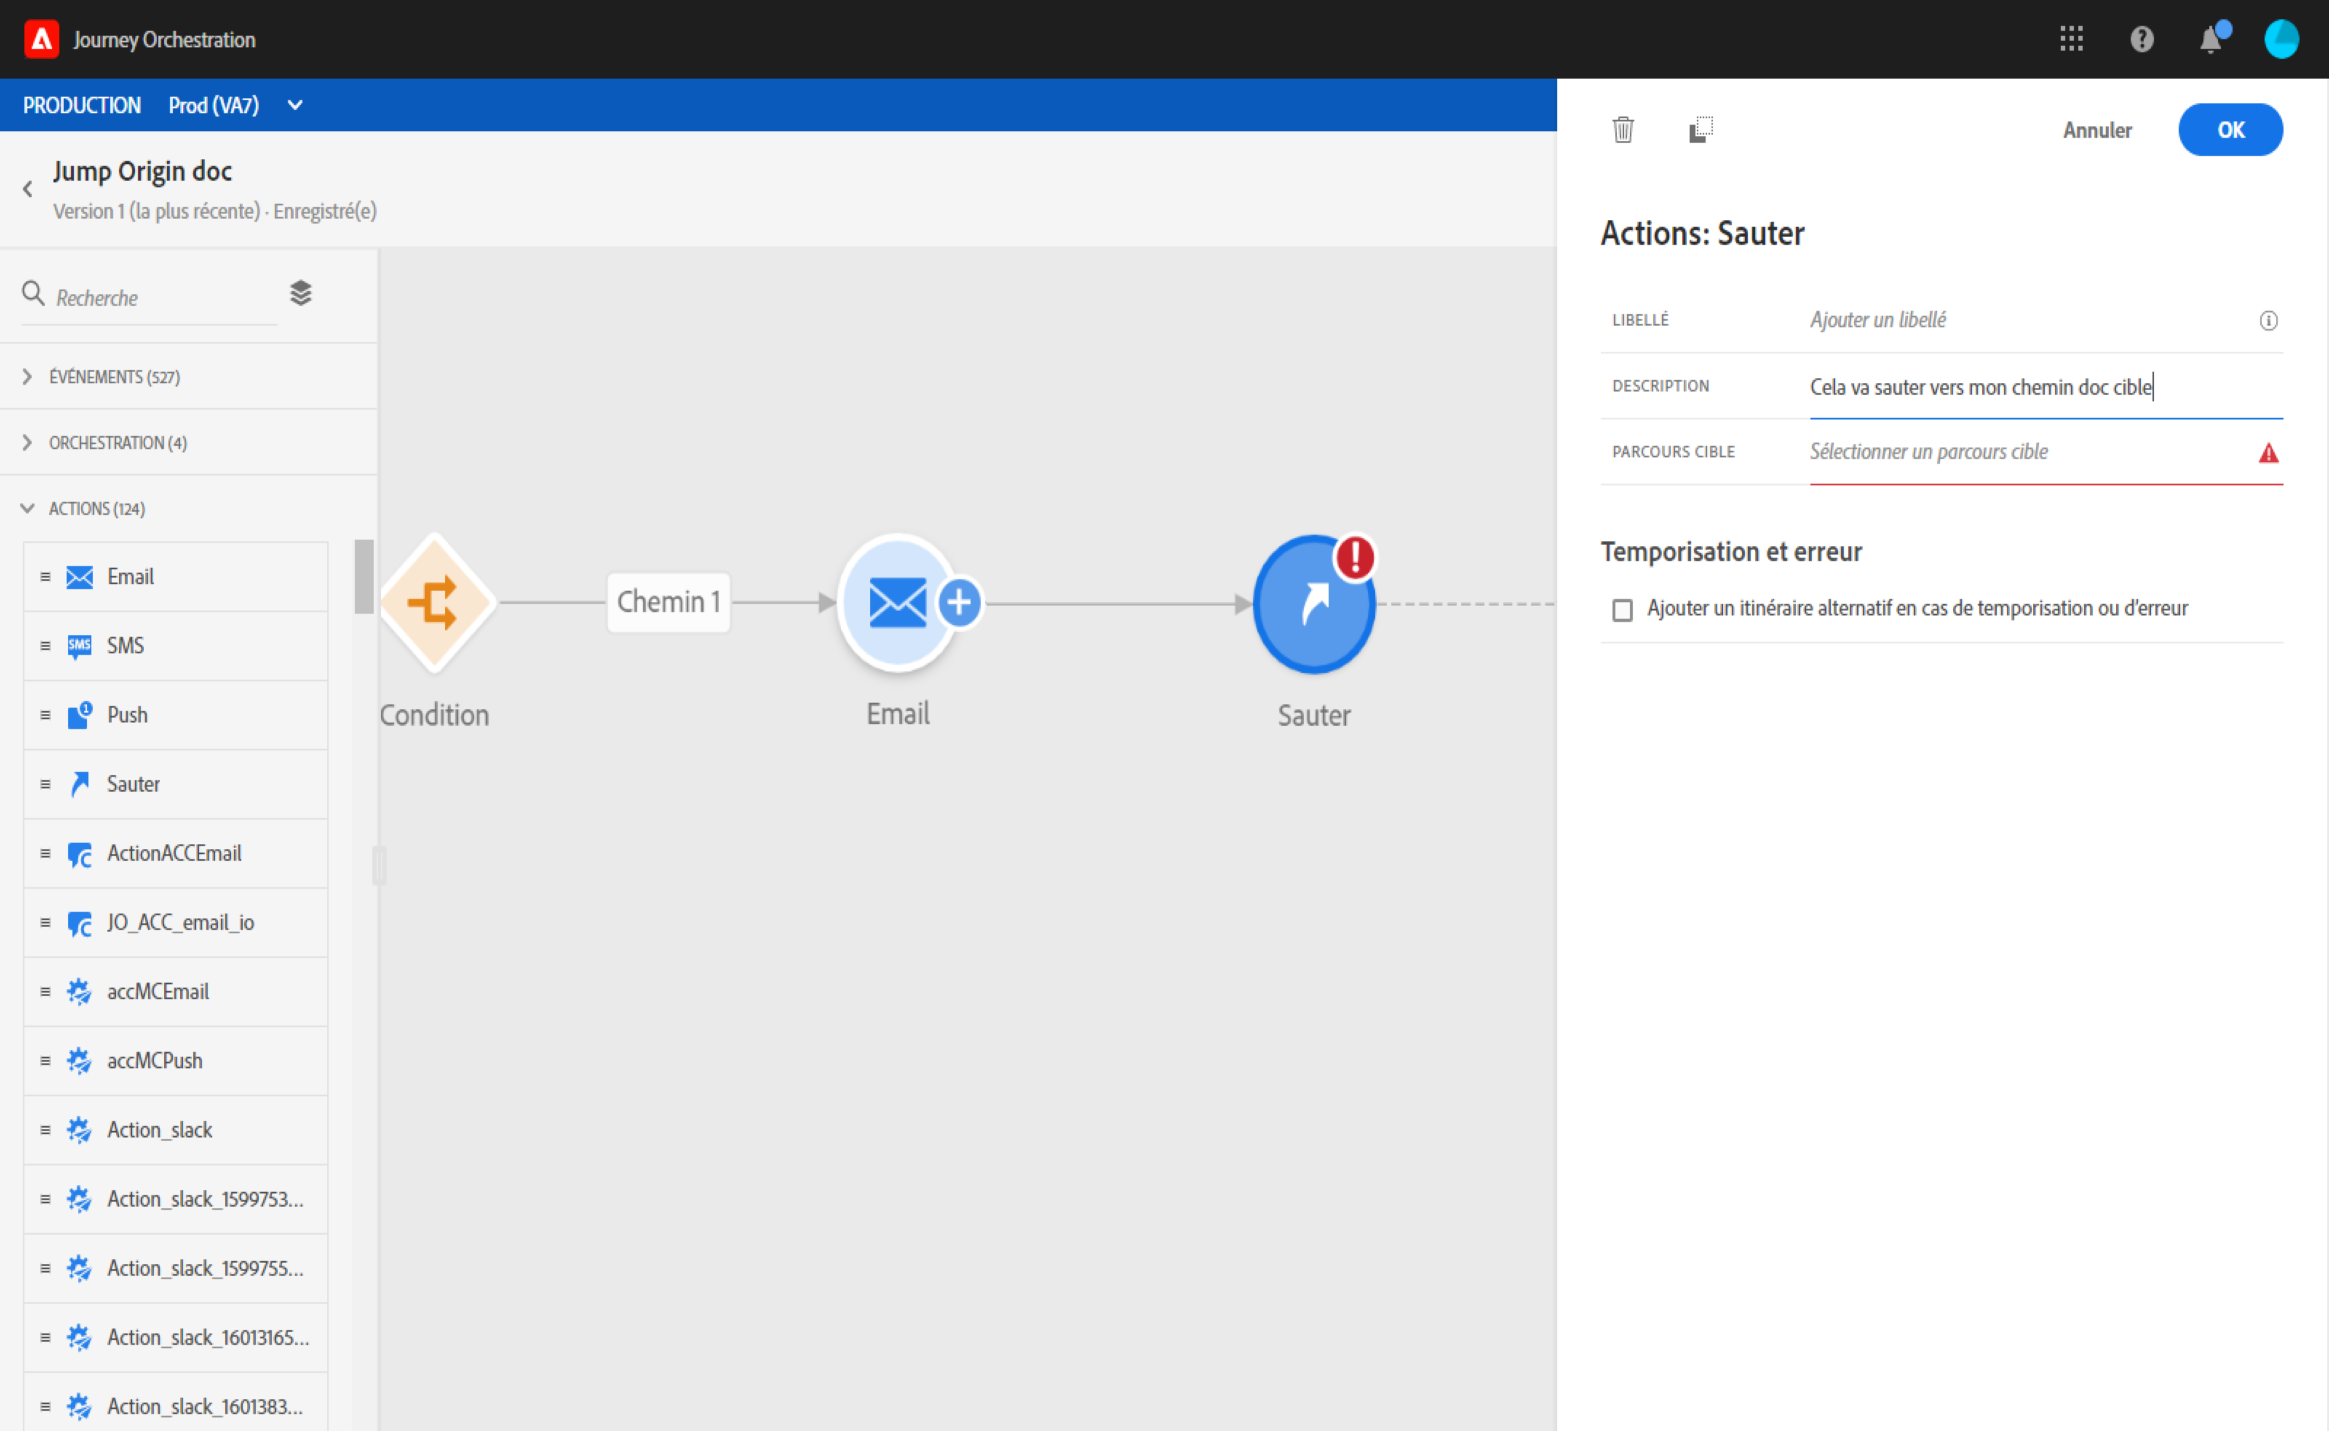 Journey Orchestration
PRODUCTION Prod (VA7)
Annuler OK
Jump Origin doc
Version 1 (la plus récente) · Enregistré(e)
Recherche
ÉVÉNEMENTS (527)
ORCHESTRATION (4)
ACTIONS (124)
Email
SMS
SMS
1
Push
Sauter
ActionACCEmail
JO_ACC_email_io
accMCEmail
accMCPush
Action_slack
Action_slack_1599753...
Action_slack_1599755...
Action_slack_16013165...
Action_slack_1601383...
Chemin 1
Condition
Email
Sauter
Actions: Sauter
LIBELLÉ Ajouter un libellé
DESCRIPTION Cela va sauter vers mon chemin doc cible
PARCOURS CIBLE Sélectionner un parcours cible
Temporisation et erreur
Ajouter un itinéraire alternatif en cas de temporisation ou d'erreur